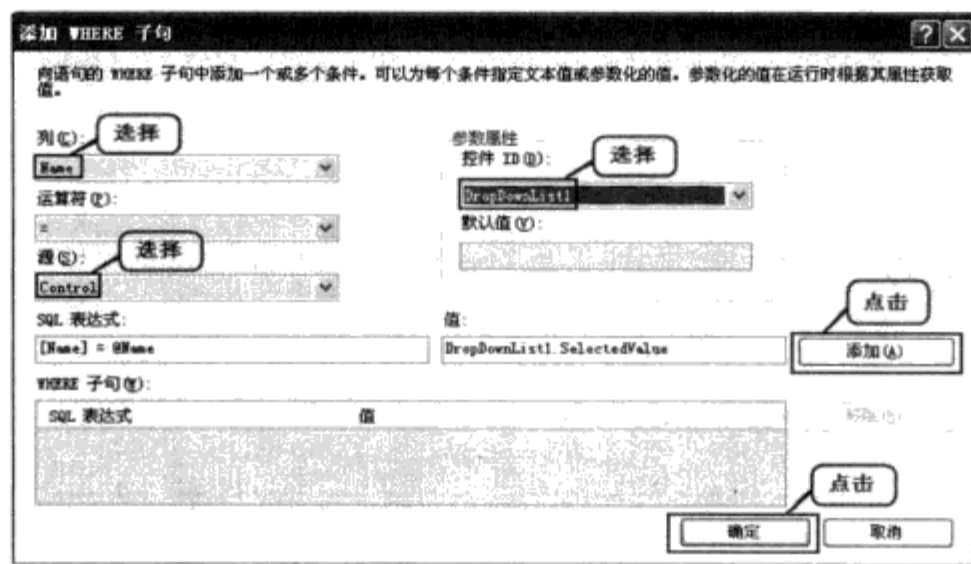 添加 WHERE 子句
向语句的 WHERE 子句中添加一个或多个条件。可以为每个条件指定文本值或参数化的值。参数化的值在运行时根据其属性获取
值。
列(C):
选择
Name
参数属性
控件 ID(D):
选择
DropDownList1
运算符(P):
=
默认值(V):
源(S):
选择
Control
点击
SQL 表达式:
值:
[Name] = @Name
DropDownList1.SelectedValue
添加(A)
WHERE 子句(W):
SQL 表达式
值
点击
确定
取消